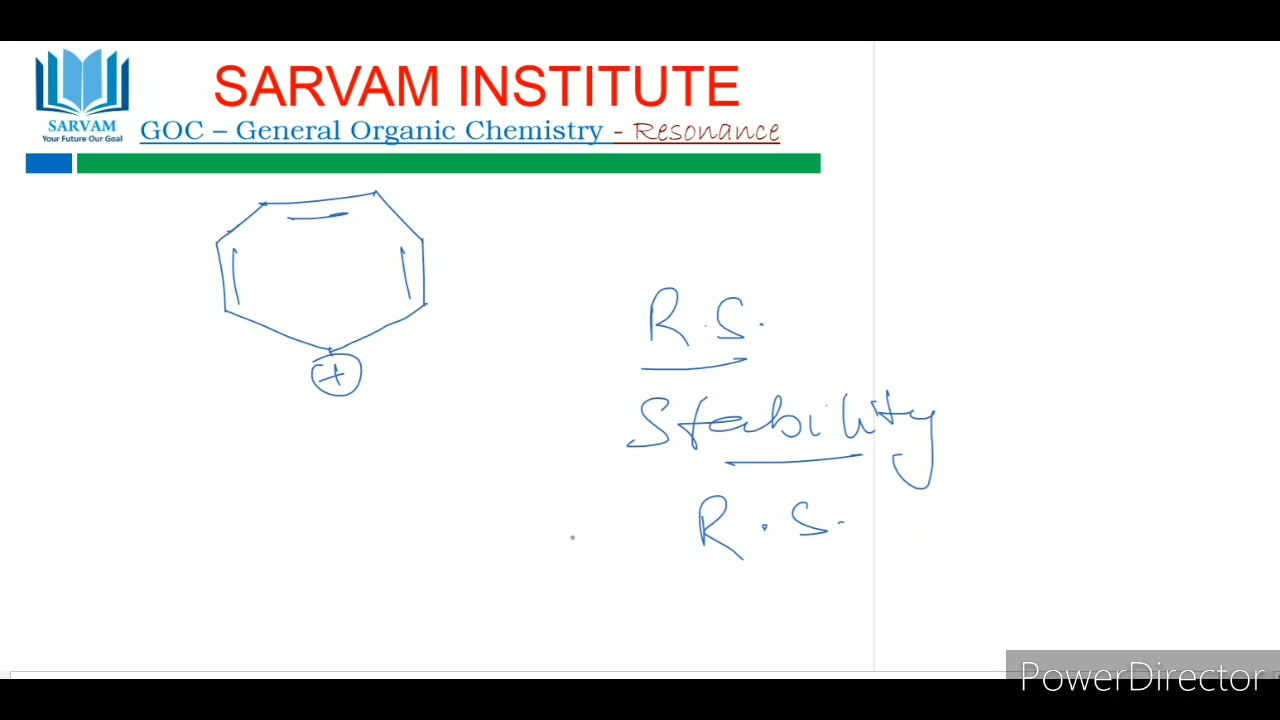 SARVAM INSTITUTE
SARVAM
Your Future Our Goal
GOC – General Organic Chemistry - Resonance
+
R.S.
Stability
R.S.
PowerDirector